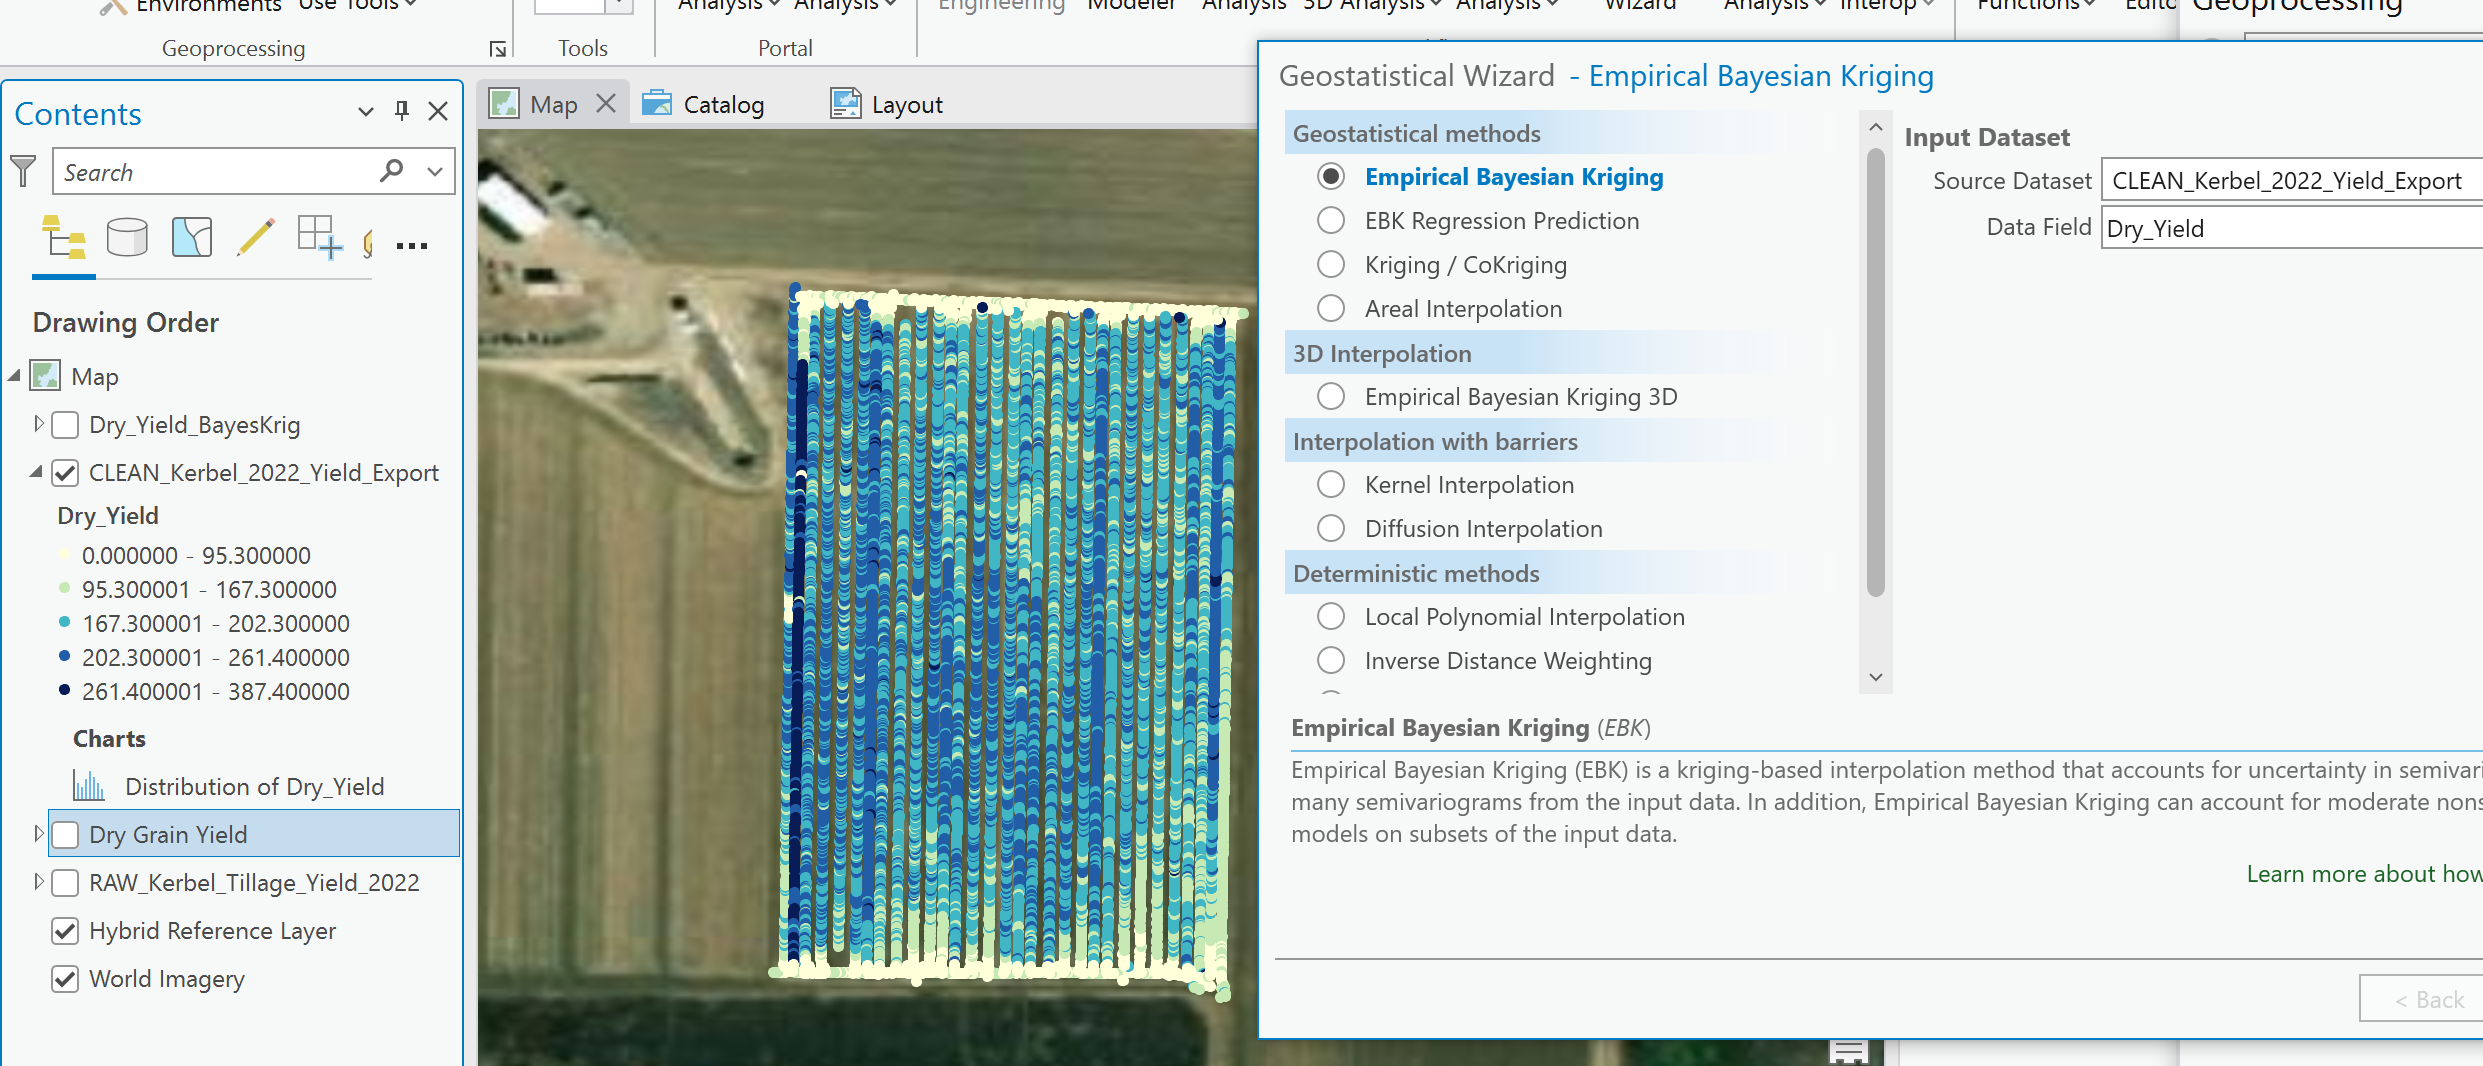 Environments Use Tools
Analysis Analysis Engineering Modeler Analysis 3D Analysis Analysis Wizard Analysis Interop Functions
Geoprocessing
Geoprocessing Tools Portal
Contents
Search
Drawing Order
Map
Dry_Yield_BayesKrig
CLEAN_Kerbel_2022_Yield_Export
Dry_Yield
0.000000 - 95.300000
95.300001 - 167.300000
167.300001 - 202.300000
202.300001 - 261.400000
261.400001 - 387.400000
Charts
Distribution of Dry_Yield
Dry Grain Yield
RAW_Kerbel_Tillage_Yield_2022
Hybrid Reference Layer
World Imagery
Map
Catalog
Layout
Geostatistical Wizard - Empirical Bayesian Kriging
Geostatistical methods
Empirical Bayesian Kriging
EBK Regression Prediction
Kriging / CoKriging
Areal Interpolation
3D Interpolation
Empirical Bayesian Kriging 3D
Interpolation with barriers
Kernel Interpolation
Diffusion Interpolation
Deterministic methods
Local Polynomial Interpolation
Inverse Distance Weighting
Input Dataset
Source Dataset CLEAN_Kerbel_2022_Yield_Export
Data Field Dry_Yield
Empirical Bayesian Kriging (EBK)
Empirical Bayesian Kriging (EBK) is a kriging-based interpolation method that accounts for uncertainty in semivari
many semivariograms from the input data. In addition, Empirical Bayesian Kriging can account for moderate nons
models on subsets of the input data.
Learn more about how
< Back